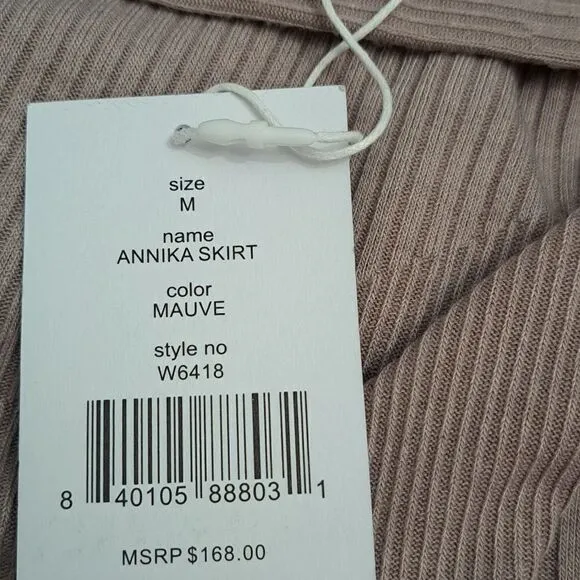 size
M
name
ANNIKA SKIRT
color
MAUVE
style no
W6418
8 40105 88803 1
MSRP $168.00